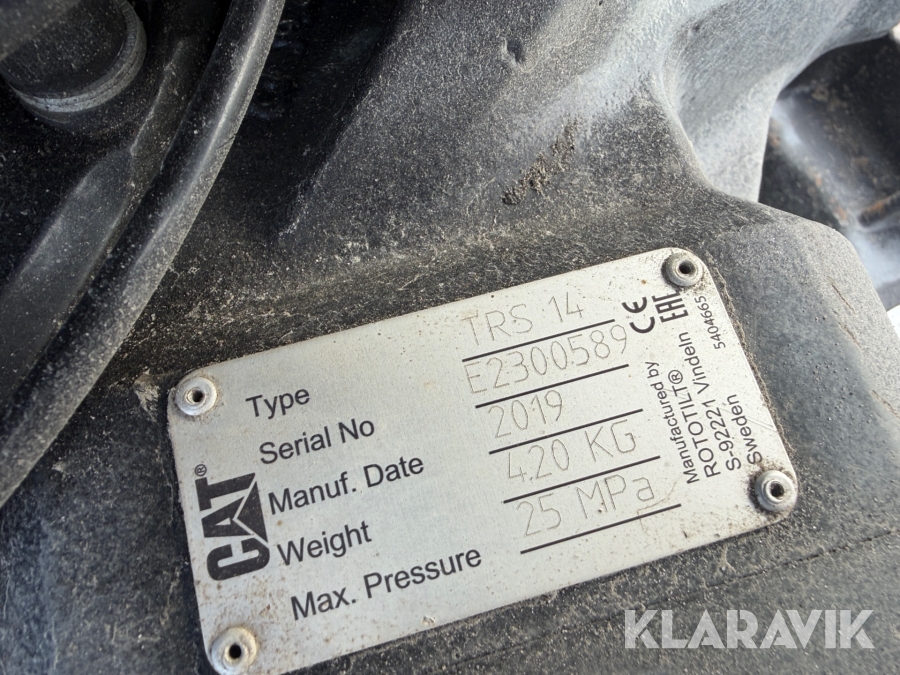 CAT®
Type TRS 14
Serial No E2300589
Manuf. Date 2019
Weight 420 KG
Max. Pressure 25 MPa
CE EAC
Manufactured by
ROTOTILT®
S-92221 Vindeln
Sweden 5404665
KLARAVIK